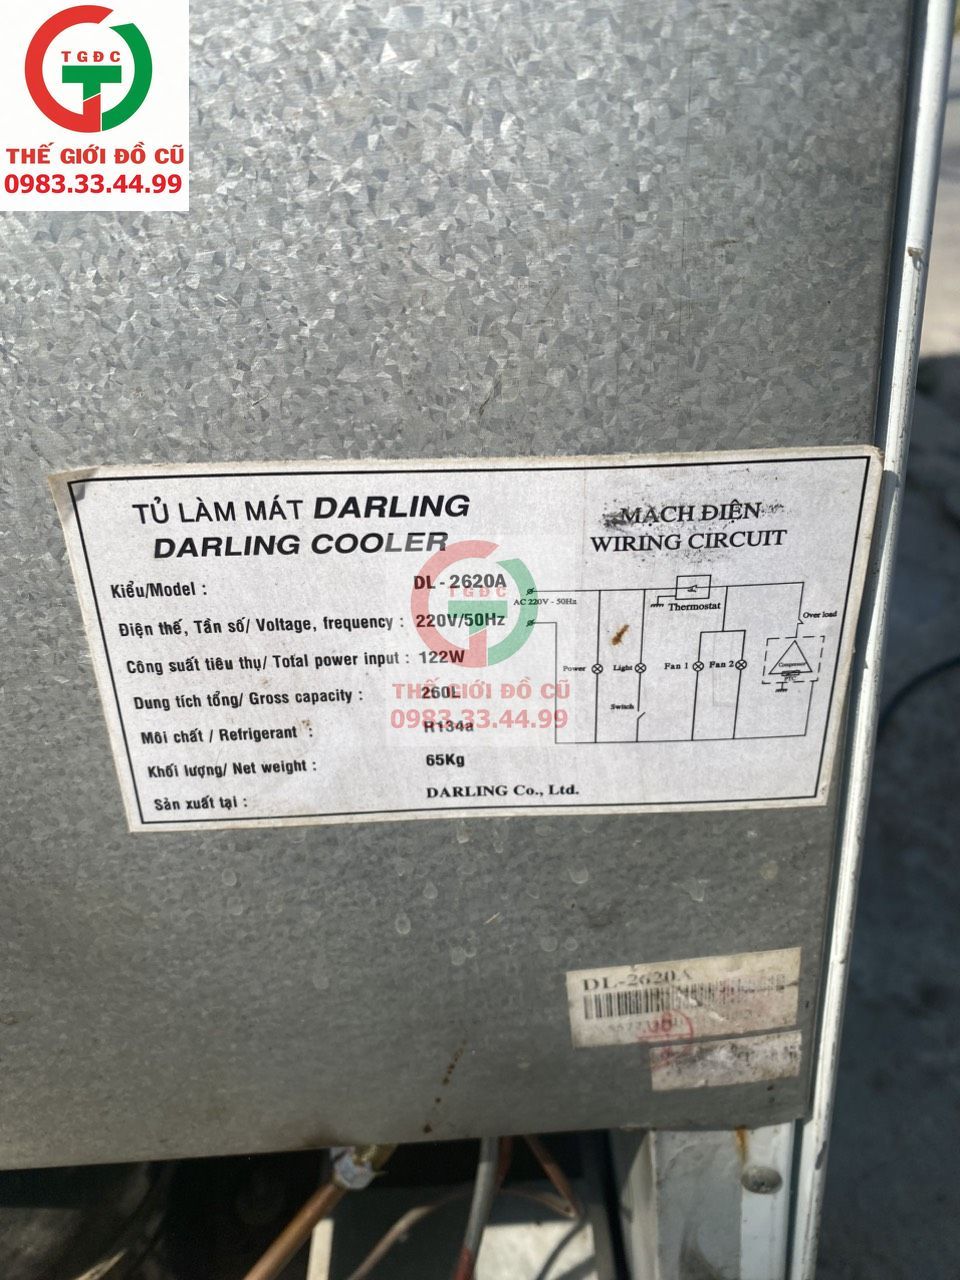 TGĐC
THẾ GIỚI ĐỒ CŨ
0983.33.44.99
TỦ LÀM MÁT DARLING
DARLING COOLER
Kiểu/Model : DL - 2620A
Điện thế, Tần số/ Voltage, frequency : 220V/50Hz
Công suất tiêu thụ/ Total power input : 122W
Dung tích tổng/ Gross capacity : 260L
Môi chất / Refrigerant : R134a
Khối lượng/ Net weight : 65Kg
Sản xuất tại : DARLING Co., Ltd.
MẠCH ĐIỆN
WIRING CIRCUIT
AC 220V - 50Hz
Thermostat
Over load
Power
Light
Fan 1
Fan 2
Compressor
PTC
Switch
TGĐC
THẾ GIỚI ĐỒ CŨ
0983.33.44.99
DL-2620A